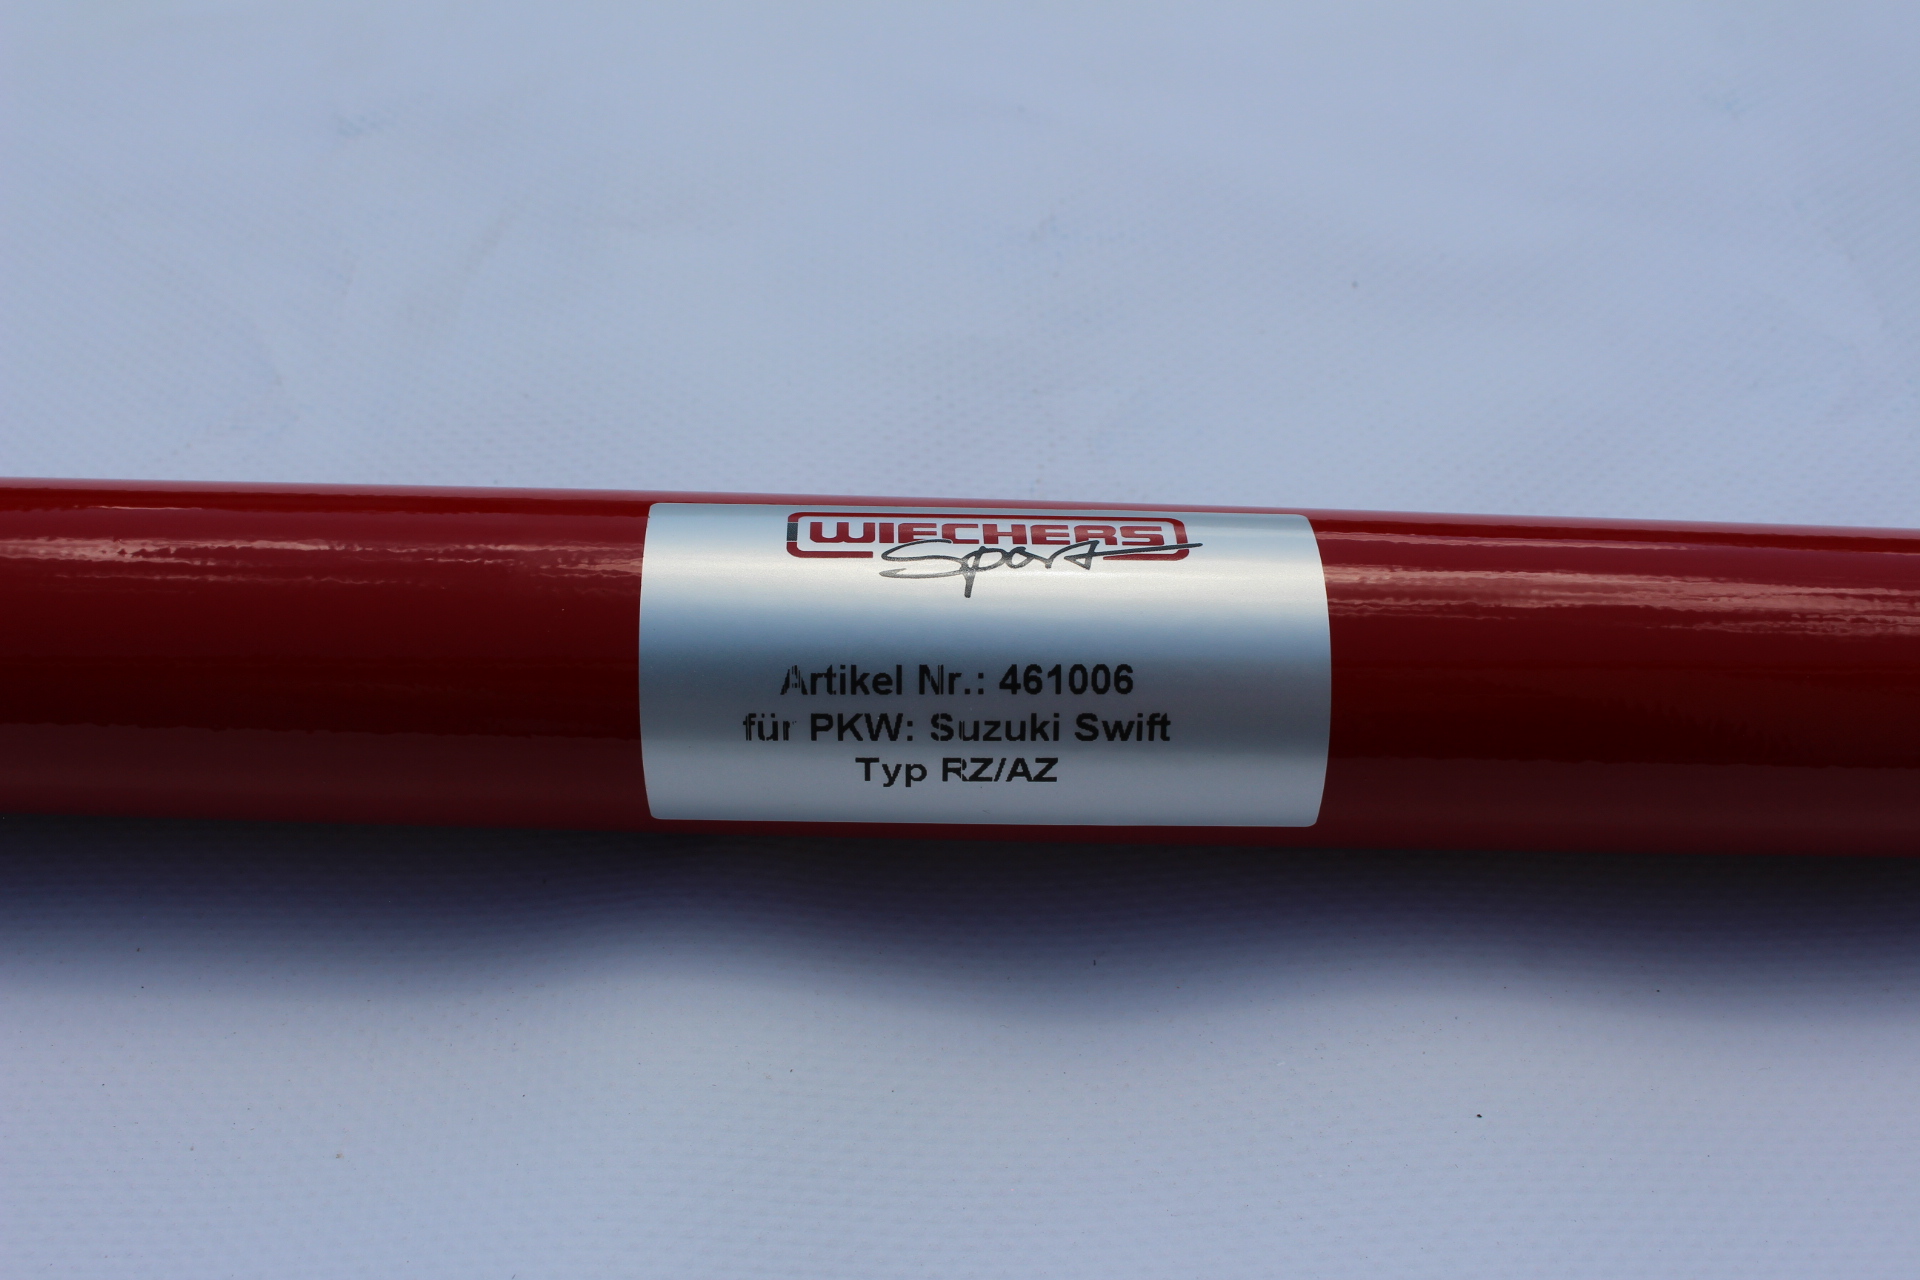 WIECHERS
Sport
Artikel Nr.: 461006
für PKW: Suzuki Swift
Typ RZ/AZ